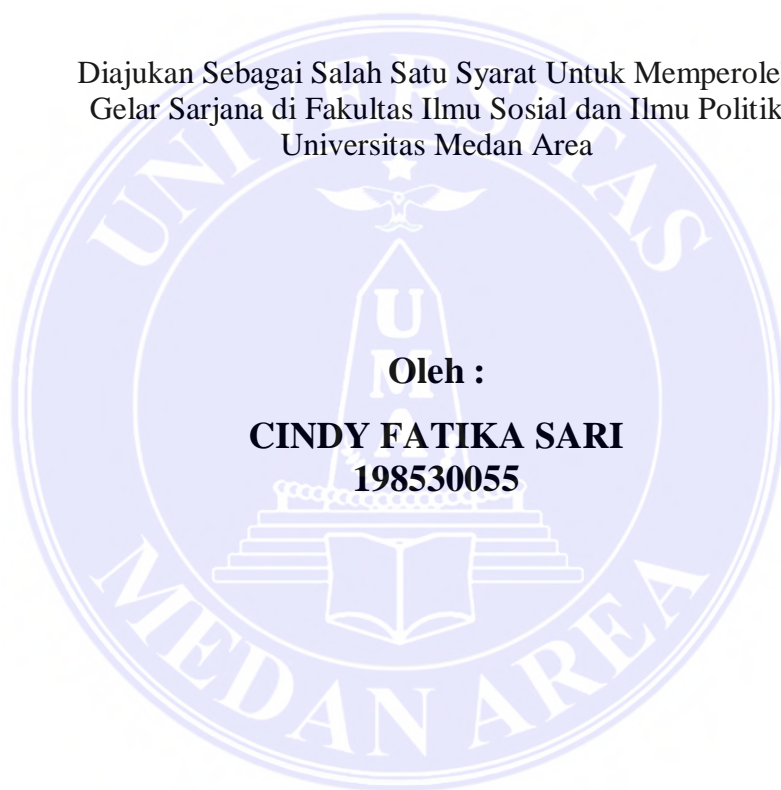 Diajukan Sebagai Salah Satu Syarat Untuk Memperole
Gelar Sarjana di Fakultas Ilmu Sosial dan Ilmu Politik
Universitas Medan Area
UNIVERSITAS
UMA
Oleh :
CINDY FATIKA SARI
198530055
MEDAN AREA